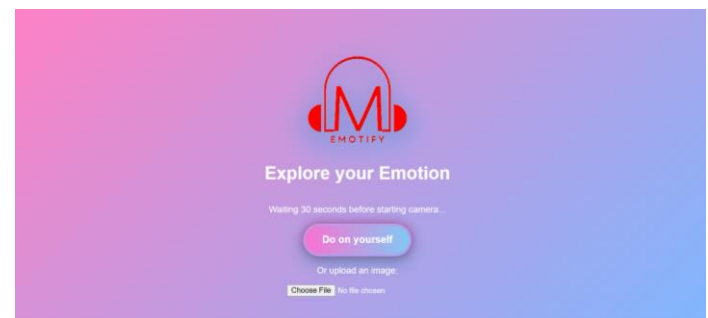 M
EMOTIFY
Explore your Emotion
Waiting 30 seconds before starting camera...
Do on yourself
Or upload an image:
Choose File No file chosen